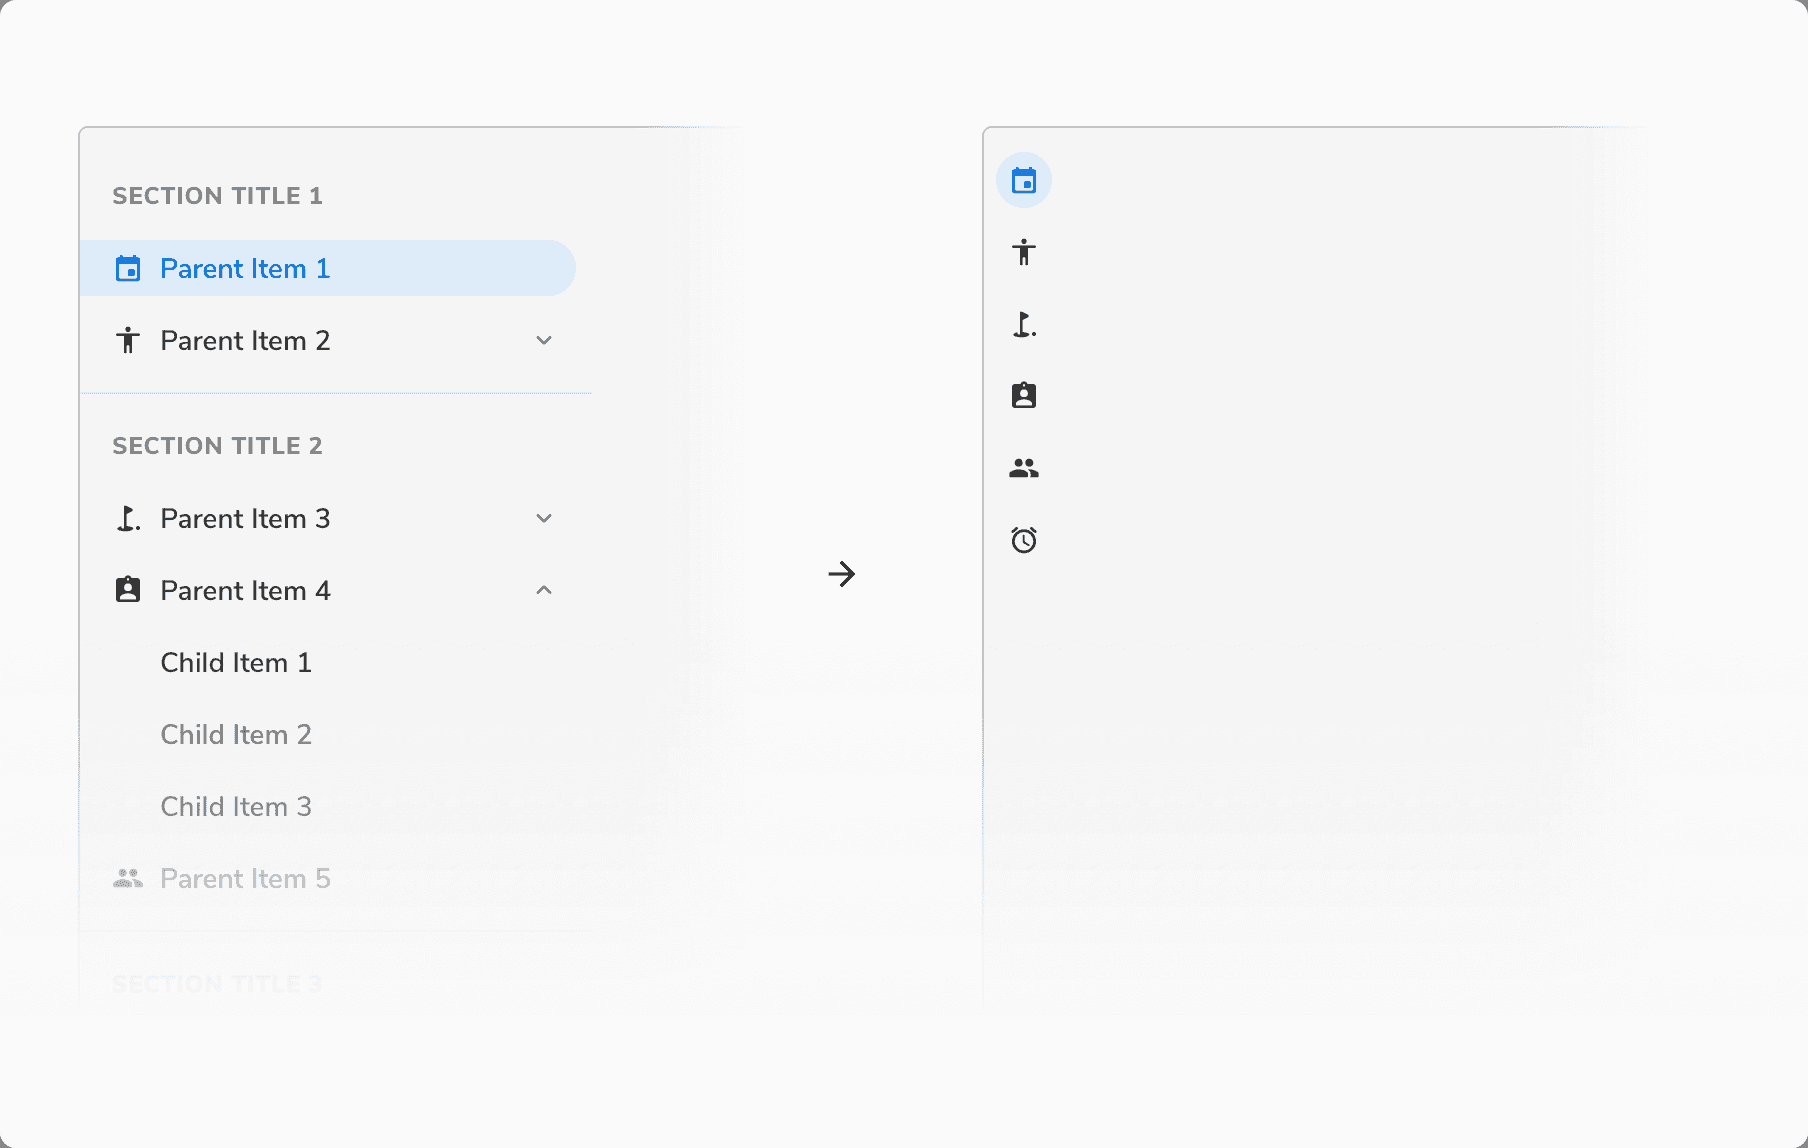 SECTION TITLE 1
Parent Item 1
Parent Item 2
SECTION TITLE 2
Parent Item 3
Parent Item 4
Child Item 1
Child Item 2
Child Item 3
Parent Item 5
SECTION TITLE 3